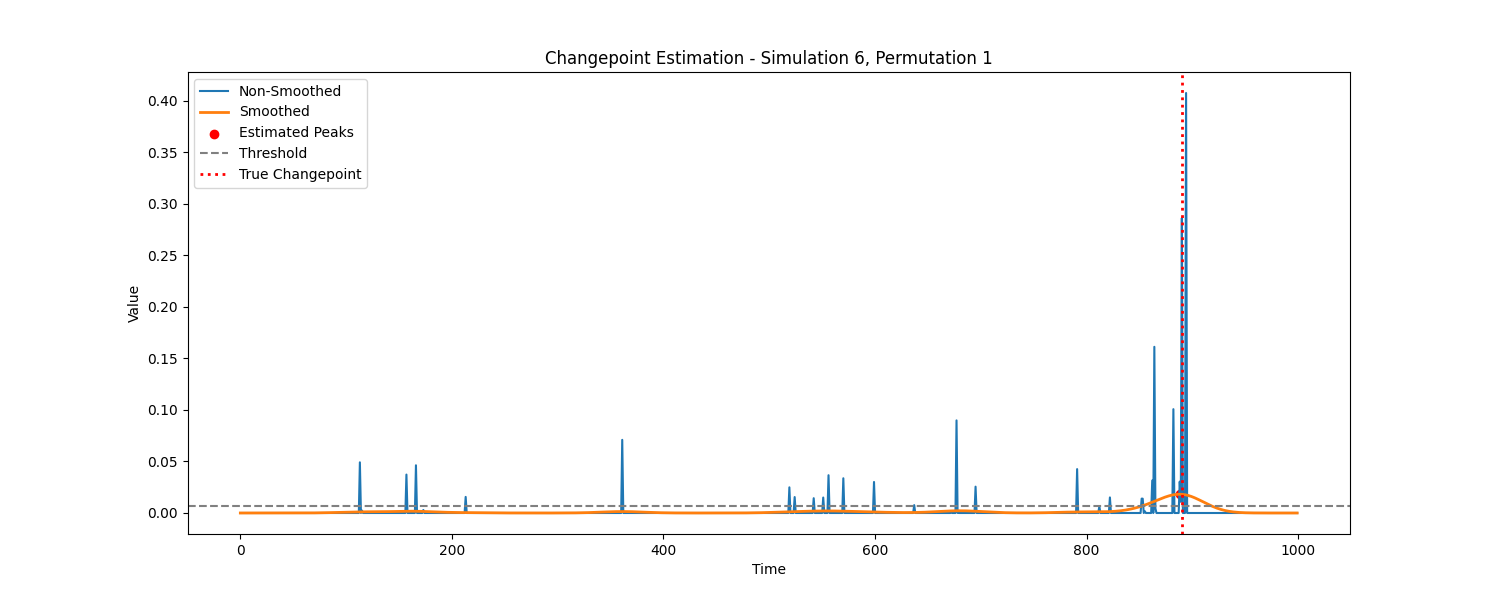 Changepoint Estimation - Simulation 6, Permutation 1
Non-Smoothed
Smoothed
Estimated Peaks
Threshold
True Changepoint
Value
0.40
0.35
0.30
0.25
0.20
0.15
0.10
0.05
0.00
0 200 400 600 800 1000
Time